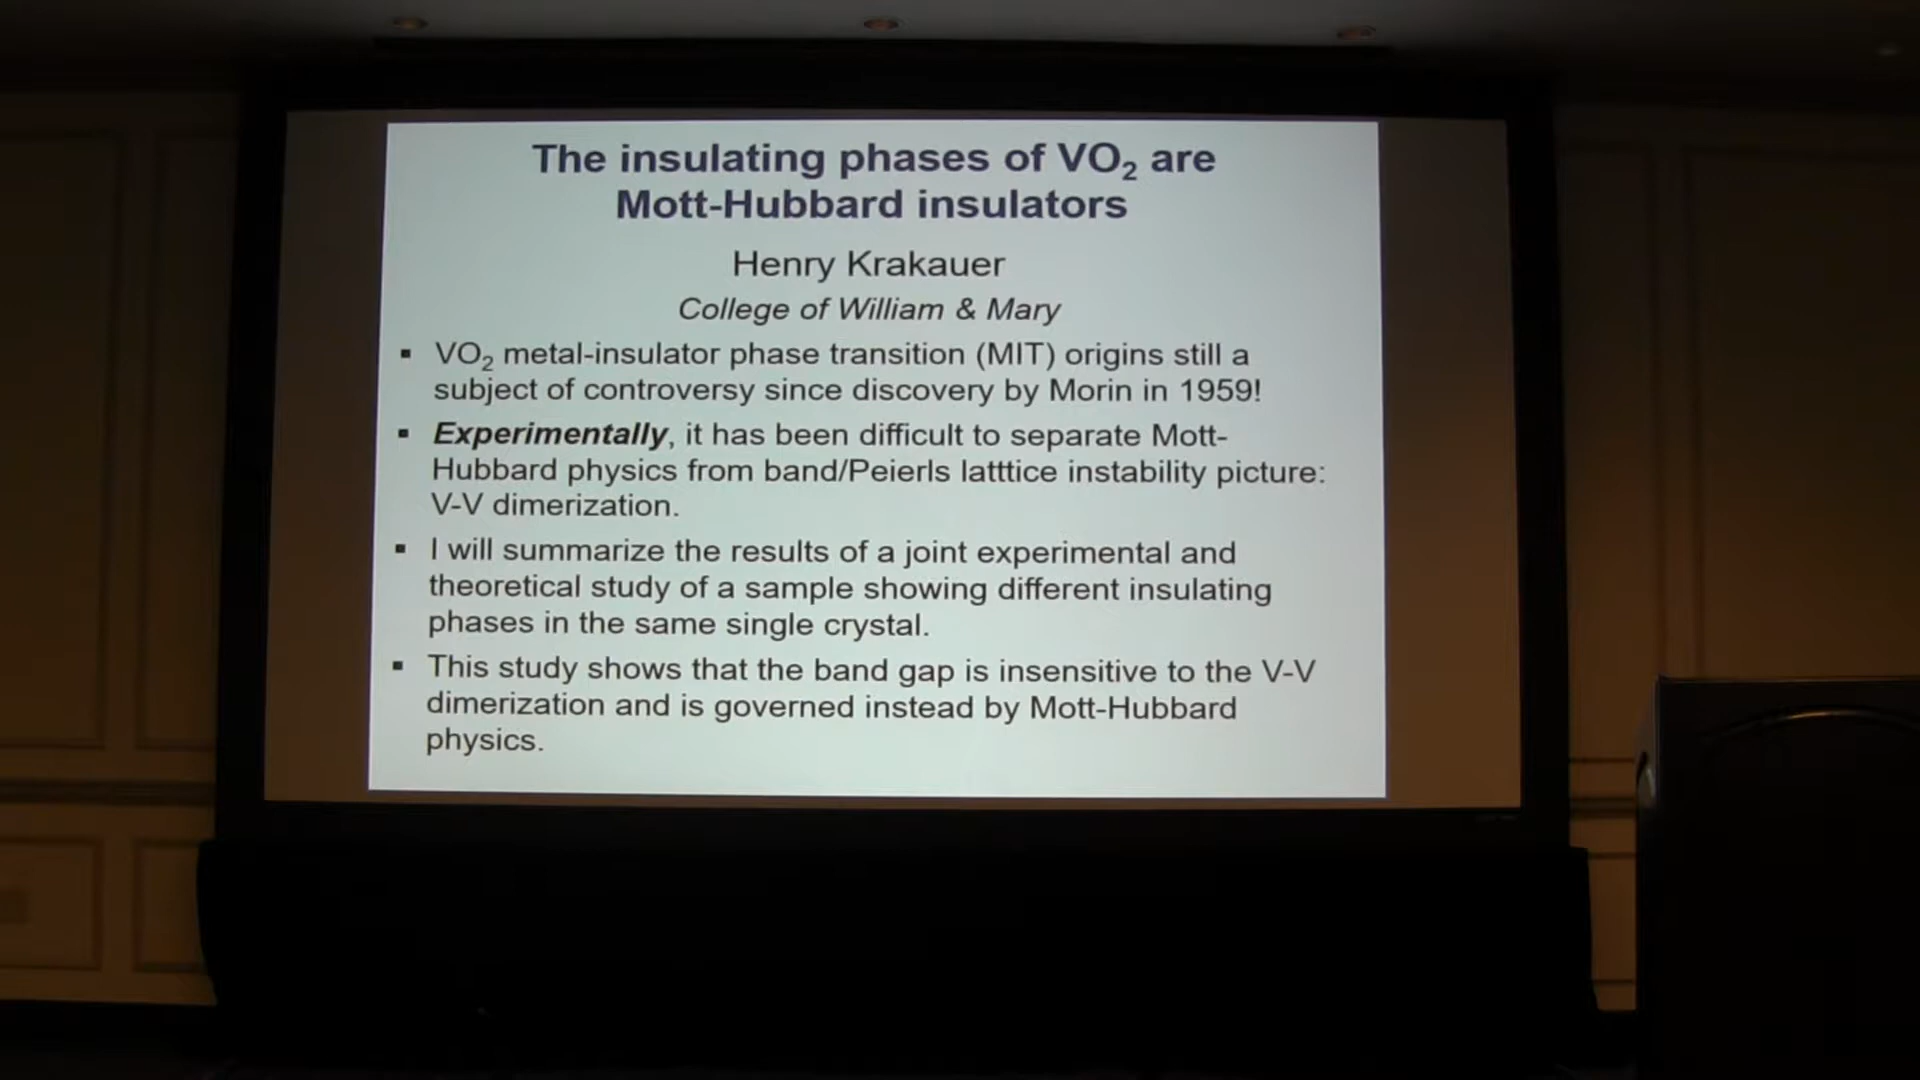 The insulating phases of VO₂ are
Mott-Hubbard insulators
Henry Krakauer
College of William & Mary
▪ VO₂ metal-insulator phase transition (MIT) origins still a
subject of controversy since discovery by Morin in 1959!
▪ Experimentally, it has been difficult to separate Mott-
Hubbard physics from band/Peierls latttice instability picture:
V-V dimerization.
▪ I will summarize the results of a joint experimental and
theoretical study of a sample showing different insulating
phases in the same single crystal.
▪ This study shows that the band gap is insensitive to the V-V
dimerization and is governed instead by Mott-Hubbard
physics.